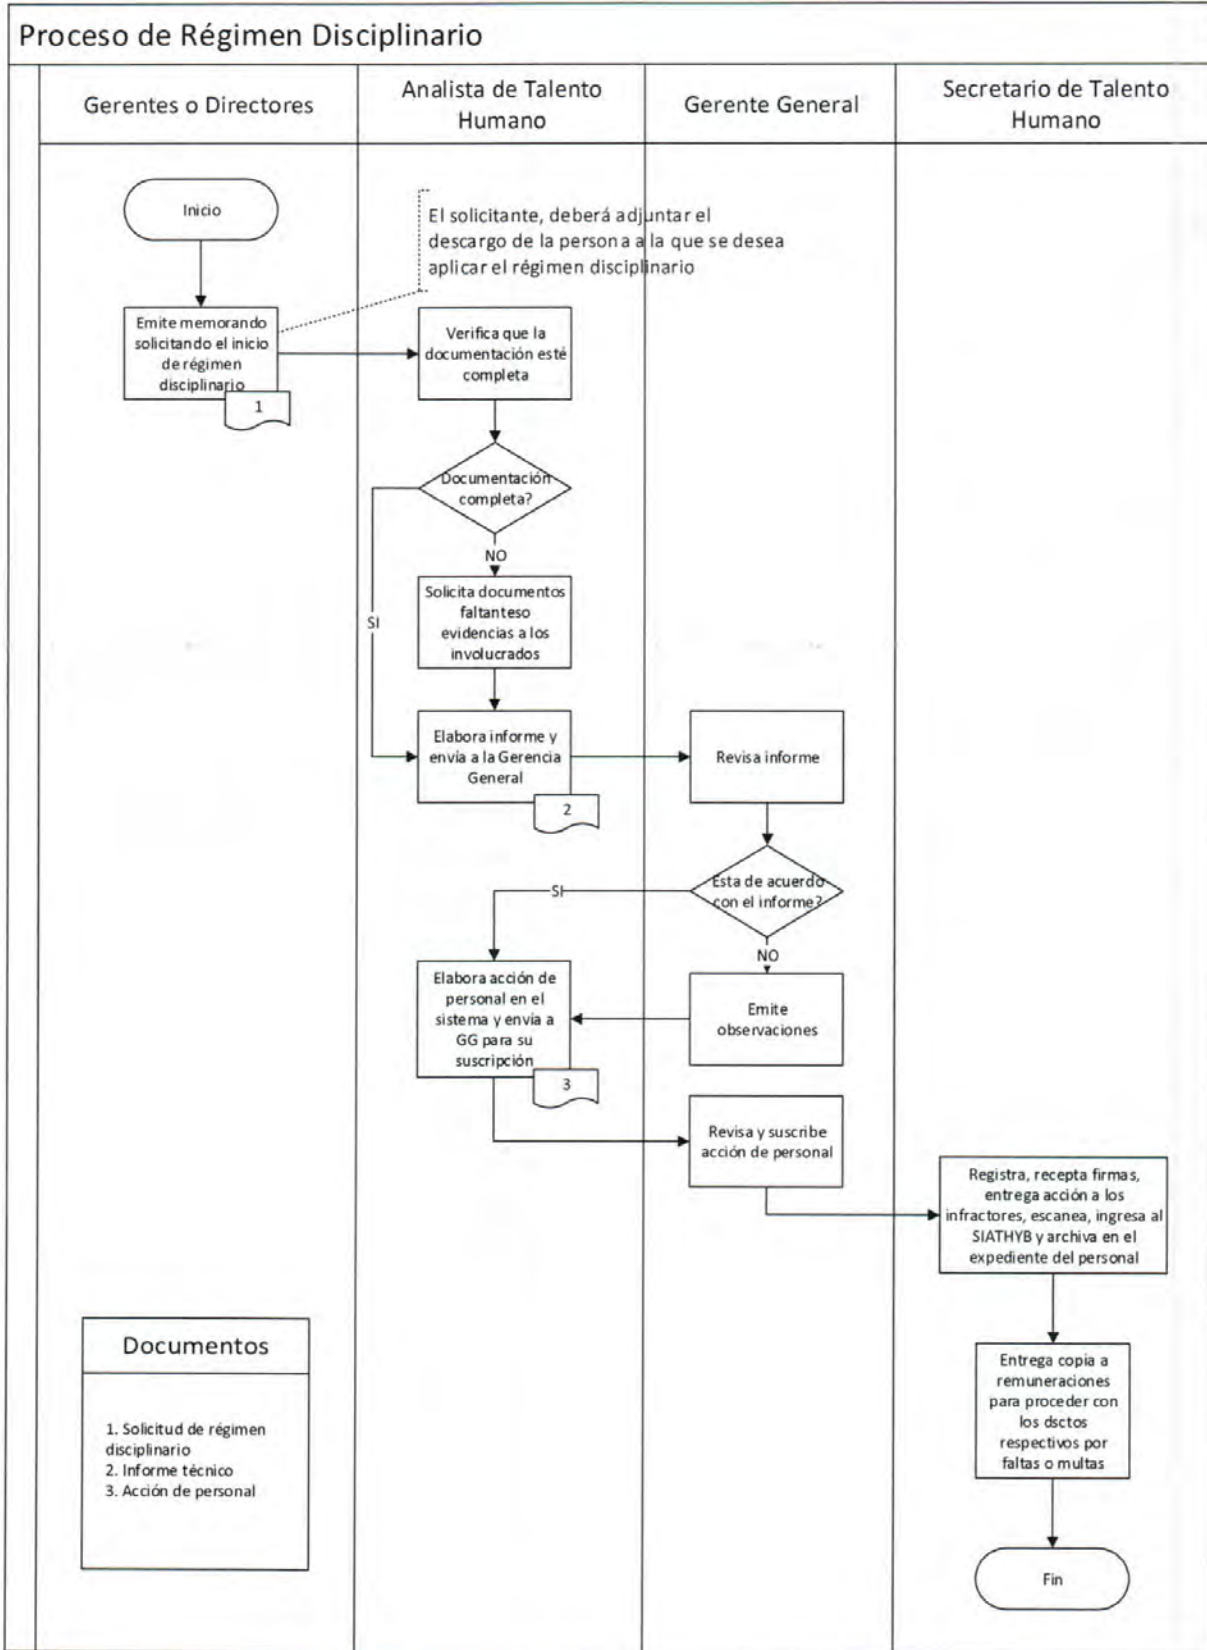 Proceso de Régimen Disciplinario
Gerentes o Directores
Analista de Talento
Humano
Gerente General
Secretario de Talento
Humano
Inicio
El solicitante, deberá adjuntar el
descargo de la persona a la que se desea
aplicar el régimen disciplinario
Emite memorando
solicitando el inicio
de régimen
disciplinario
1
Verifica que la
documentación esté
completa
Documentación
completa?
NO
SI
Solicita documentos
faltanteso
evidencias a los
involucrados
Elabora informe y
envía a la Gerencia
General
2
Revisa informe
Esta de acuerdo
con el informe?
SI
NO
Elabora acción de
personal en el
sistema y envía a
GG para su
suscripción
3
Emite
observaciones
Revisa y suscribe
acción de personal
Registra, recepta firmas,
entrega acción a los
infractores, escanea, ingresa al
SIATHYB y archiva en el
expediente del personal
Entrega copia a
remuneraciones
para proceder con
los dsctos
respectivos por
faltas o multas
Fin
Documentos
1. Solicitud de régimen
disciplinario
2. Informe técnico
3. Acción de personal